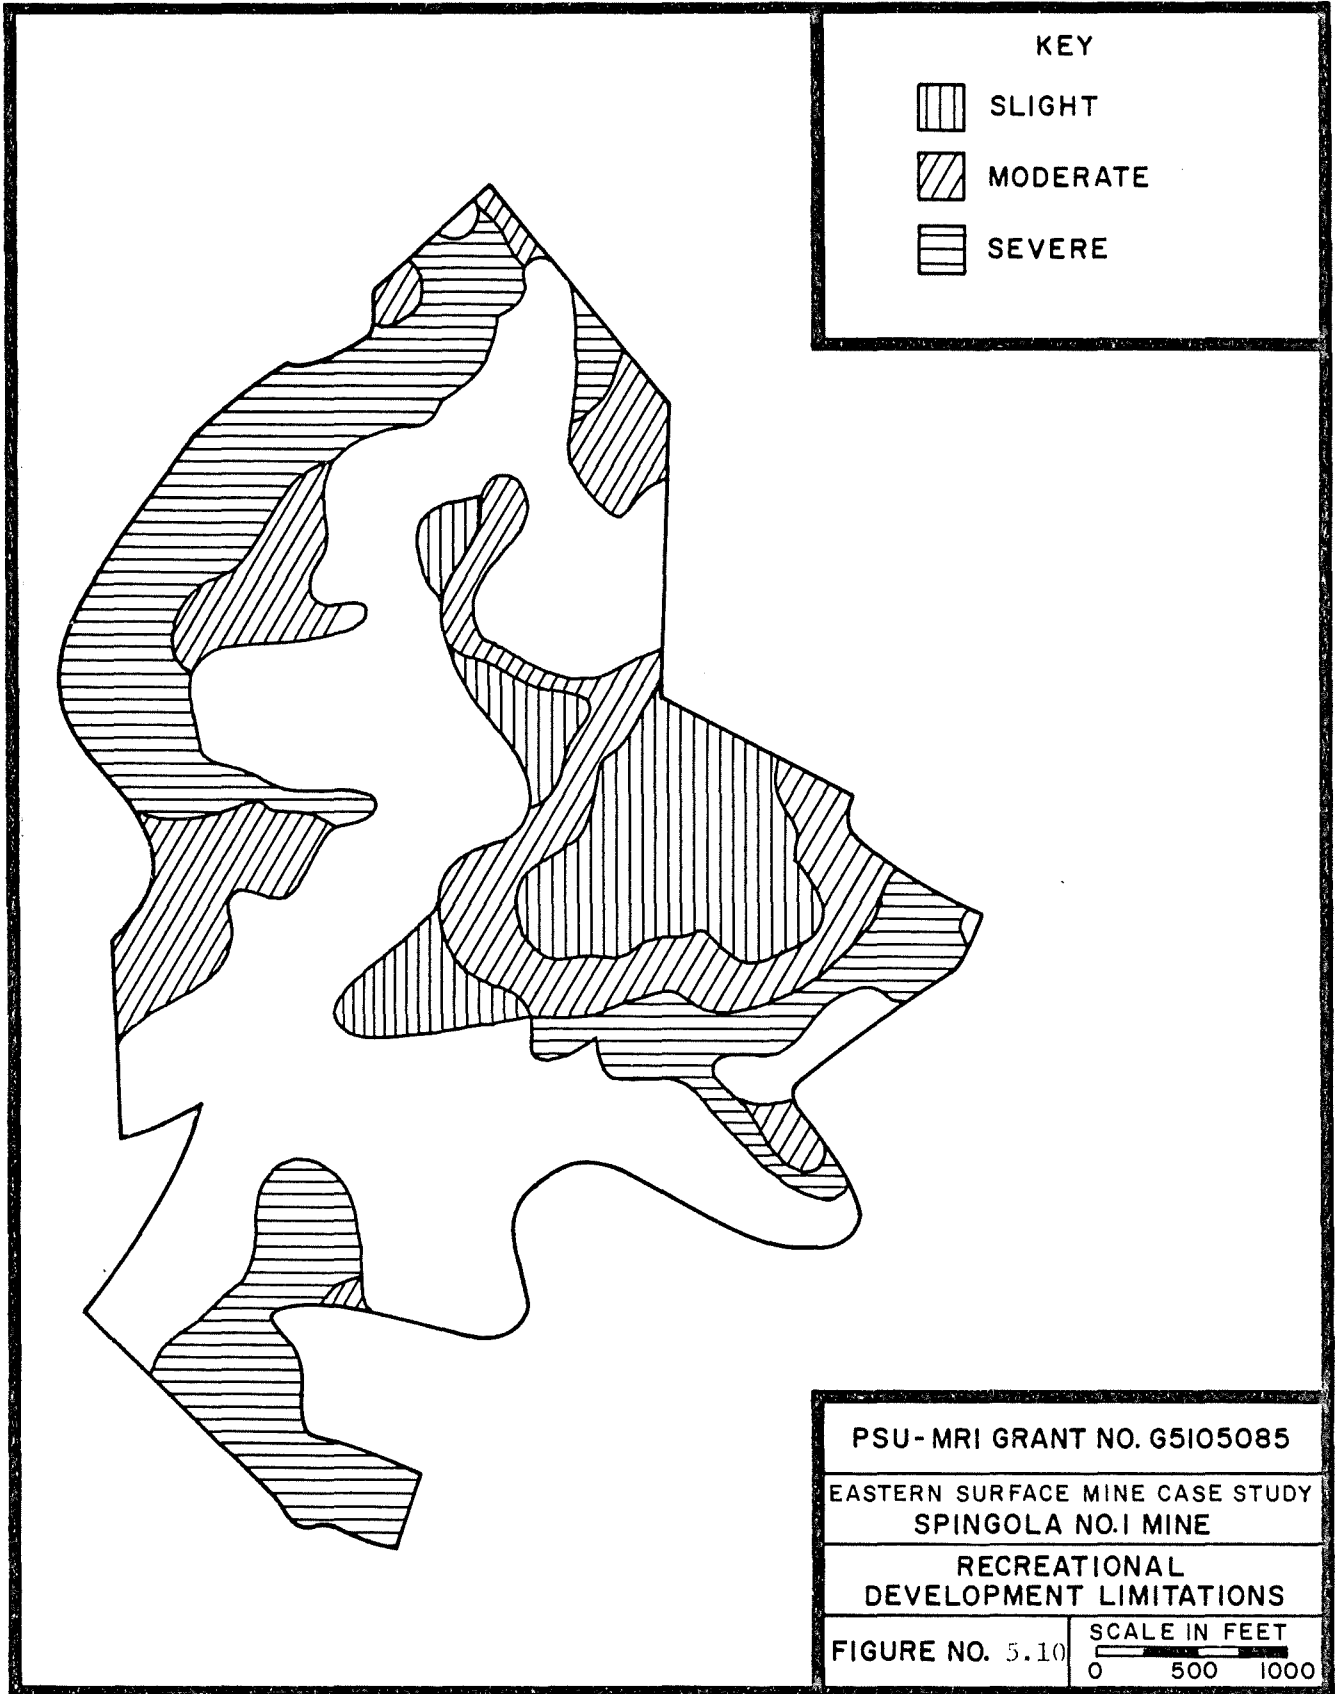 KEY
SLIGHT
MODERATE
SEVERE
PSU-MRI GRANT NO. G5105085
EASTERN SURFACE MINE CASE STUDY
SPINGOLA NO.1 MINE
RECREATIONAL
DEVELOPMENT LIMITATIONS
FIGURE NO. 5.10
SCALE IN FEET
0 500 1000